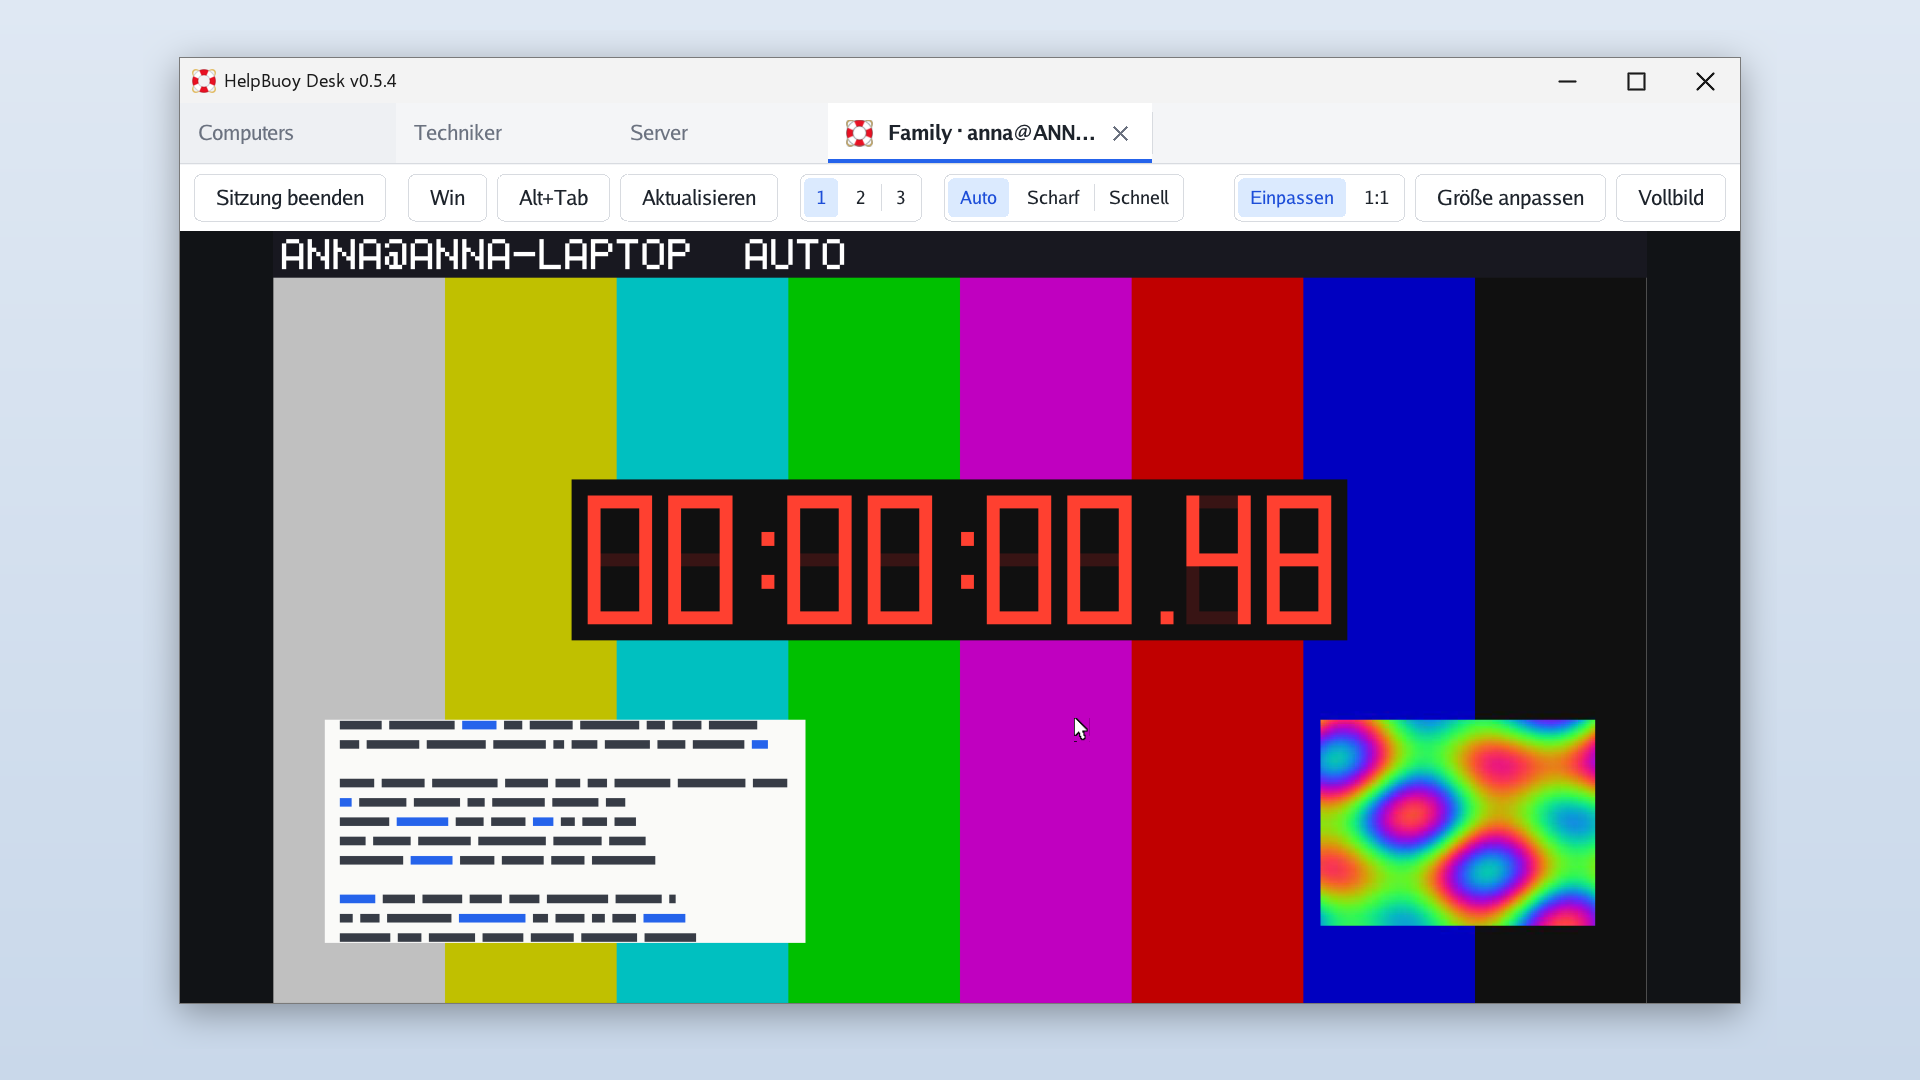 HelpBuoy Desk v0.5.4
Computers Techniker Server Family · anna@ANN...
Sitzung beenden Win Alt+Tab Aktualisieren 1 2 3 Auto Scharf Schnell Einpassen 1:1 Größe anpassen Vollbild
ANNA@ANNA-LAPTOP AUTO
00:00:00.48